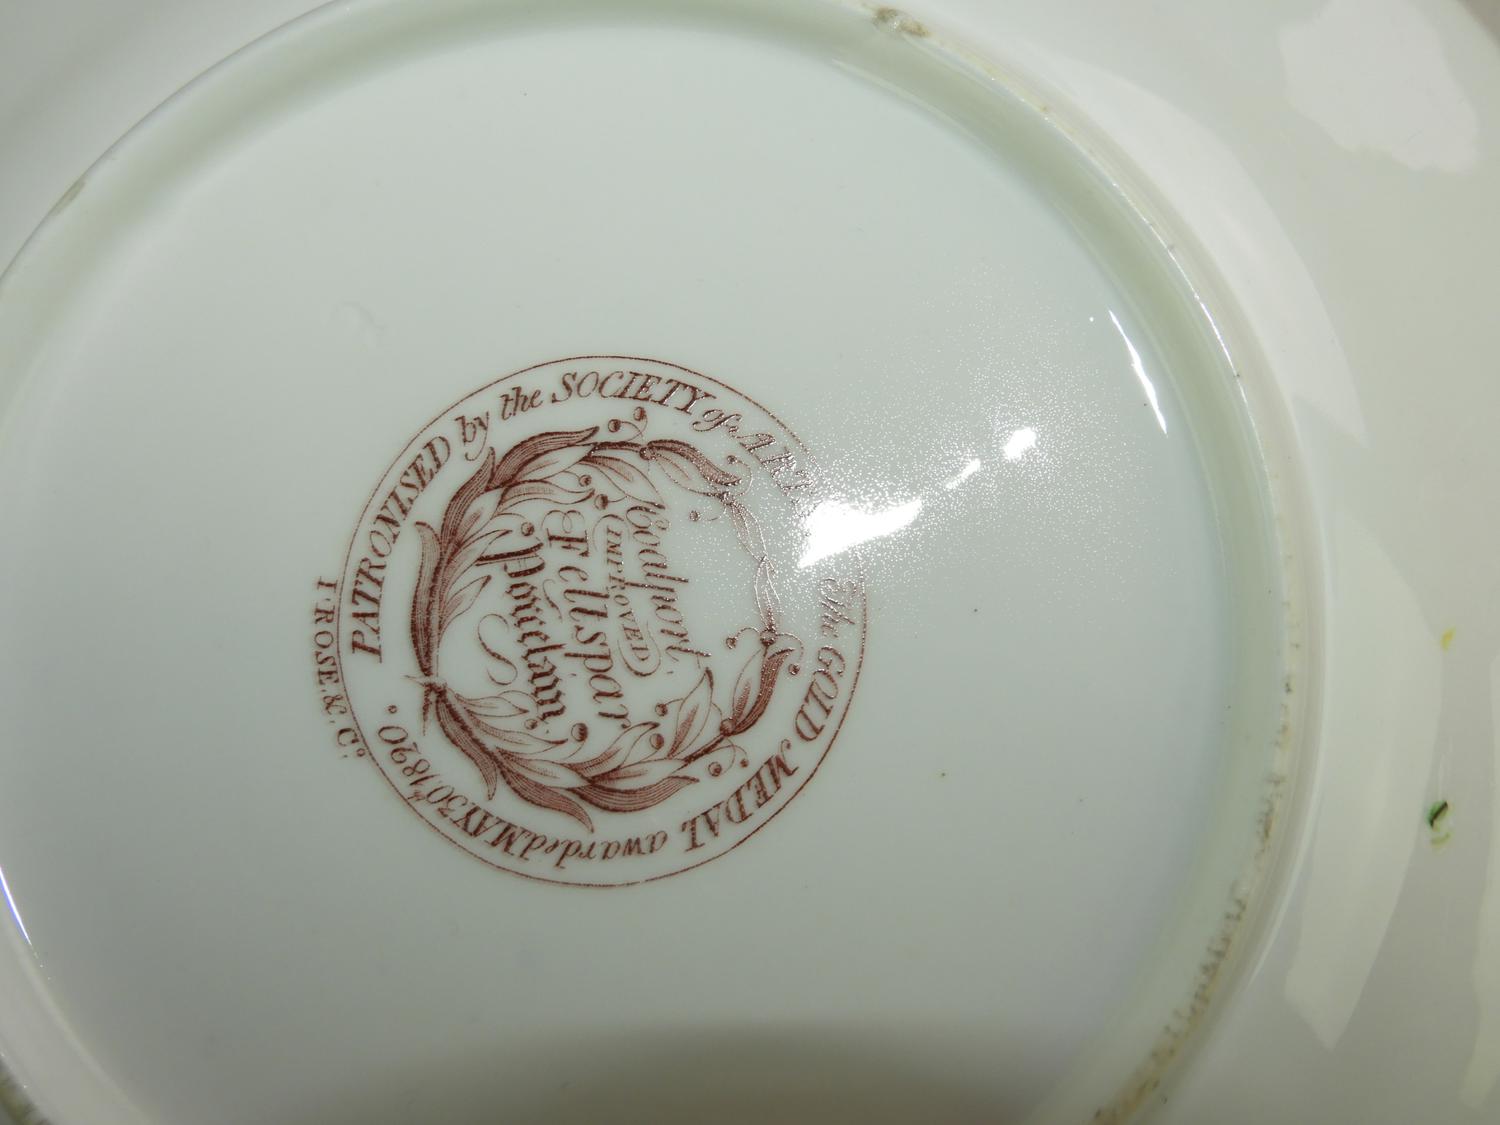 PATRONISED by the SOCIETY of ARTS the GOLD MEDAL awarded MAY 30th 1820.
Coalport
IMPROVED
Feltspar
Porcelain
I. ROSE. & Co.